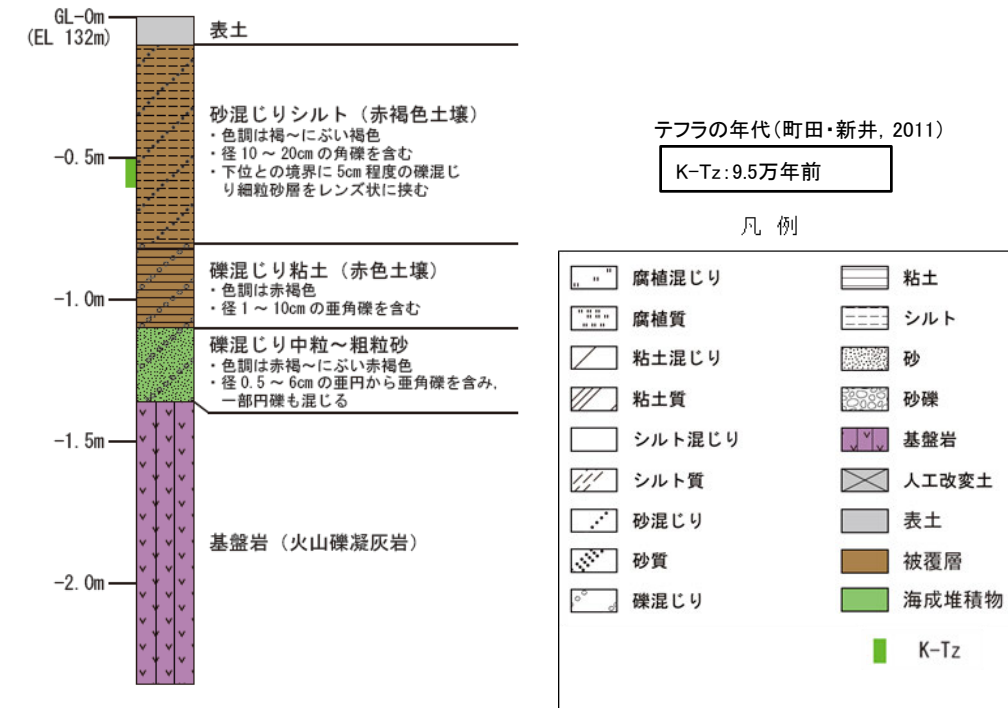 GL-0m
(EL 132m)
表土
砂混じりシルト（赤褐色土壌）
・色調は褐～にぶい褐色
・径10～20cmの角礫を含む
・下位との境界に5cm程度の礫混じ
り細粒砂層をレンズ状に挟む
-0.5m
礫混じり粘土（赤色土壌）
・色調は赤褐色
・径1～10cmの亜角礫を含む
-1.0m
礫混じり中粒～粗粒砂
・色調は赤褐～にぶい赤褐色
・径0.5～6cmの亜円から亜角礫を含み，
一部円礫も混じる
-1.5m
基盤岩（火山礫凝灰岩）
-2.0m
テフラの年代(町田・新井，2011)
K-Tz:9.5万年前
凡 例
腐植混じり
腐植質
粘土混じり
粘土質
シルト混じり
シルト質
砂混じり
砂質
礫混じり
粘土
シルト
砂
砂礫
基盤岩
人工改変土
表土
被覆層
海成堆積物
K-Tz